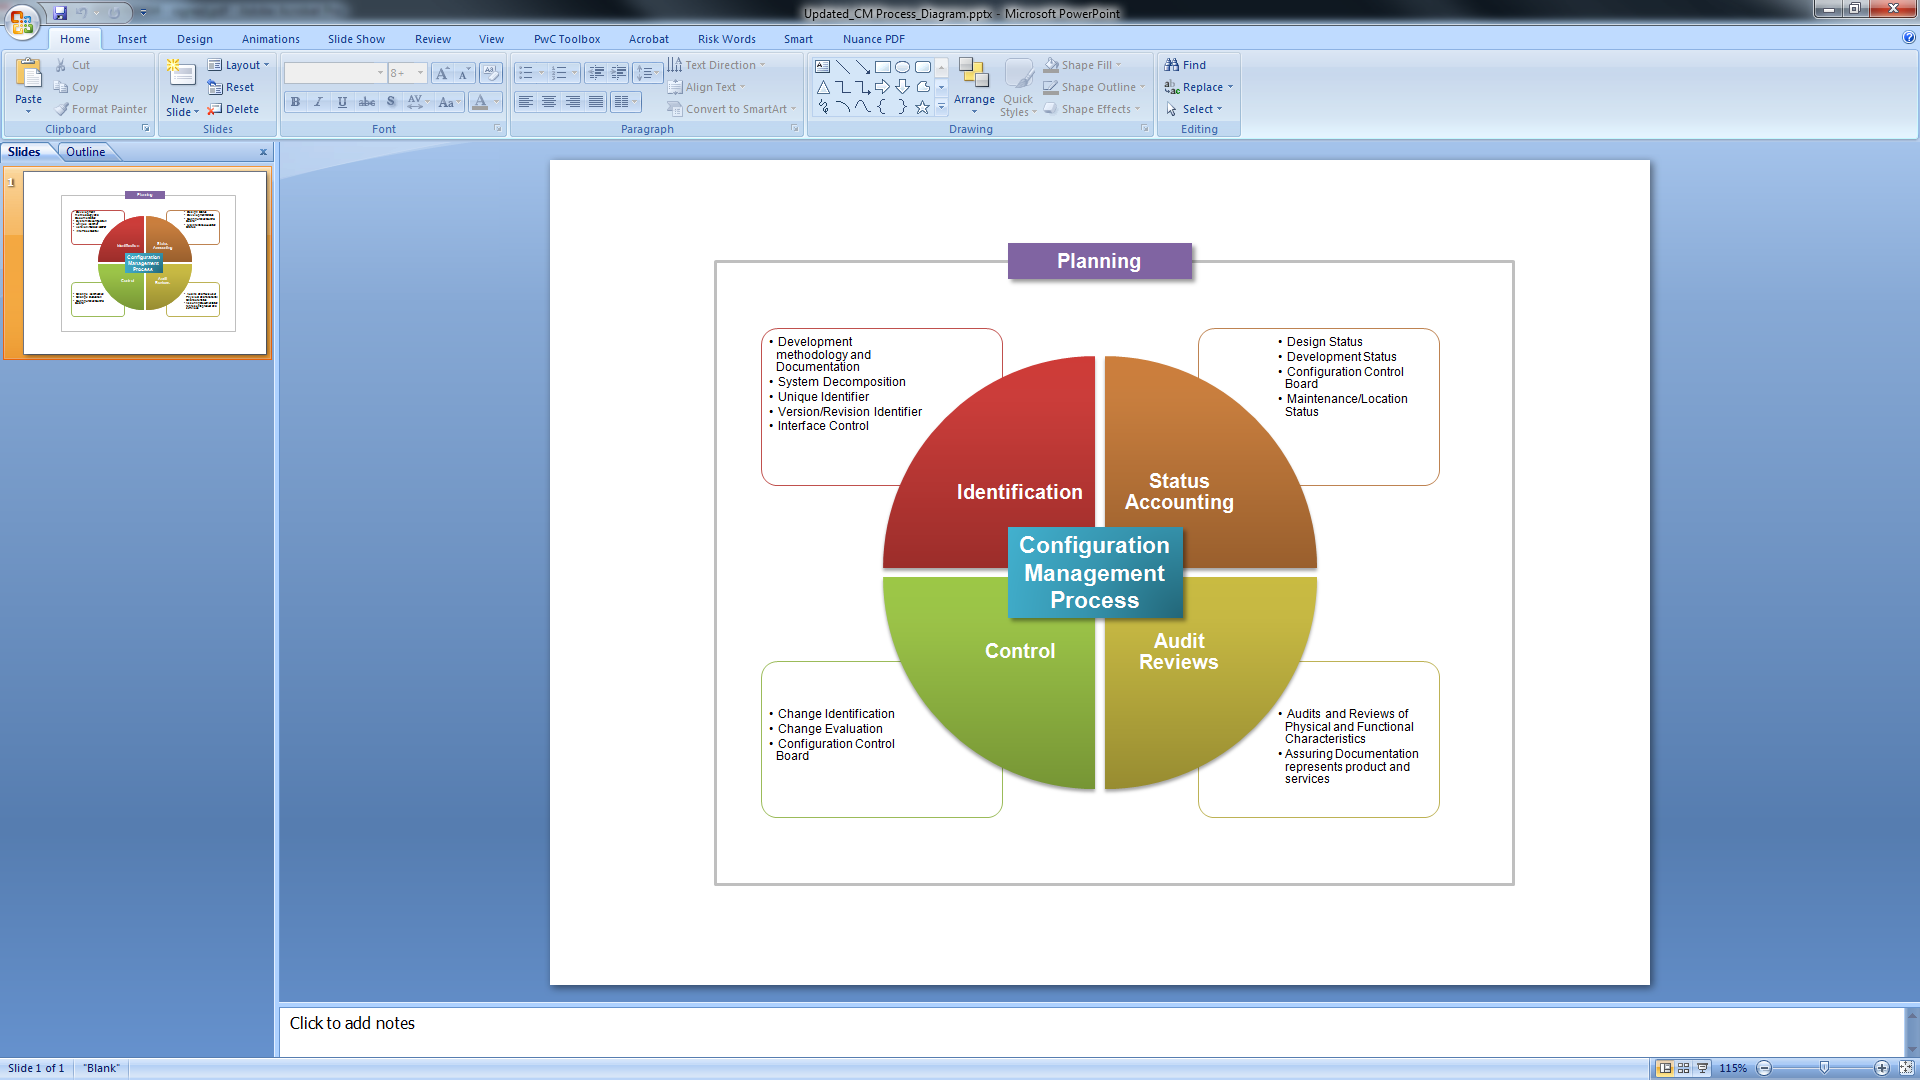 Updated_CM Process_Diagram.pptx - Microsoft PowerPoint
Home Insert Design Animations Slide Show Review View PwC Toolbox Acrobat Risk Words Smart Nuance PDF
Paste
Cut
Copy
Format Painter
Clipboard
New Slide
Layout
Reset
Delete
Slides
8+
B I U abc S AV Aa A
Font
Text Direction
Align Text
Convert to SmartArt
Paragraph
Arrange
Quick Styles
Shape Fill
Shape Outline
Shape Effects
Drawing
Find
Replace
Select
Editing
Slides Outline x
1
Planning
• Development
methodology and
Documentation
• System Decomposition
• Unique Identifier
• Version/Revision Identifier
• Interface Control
• Design Status
• Development Status
• Configuration Control
Board
• Maintenance/Location
Status
Identification
Status
Accounting
Configuration
Management
Process
Control
Audit
Reviews
• Change Identification
• Change Evaluation
• Configuration Control
Board
• Audits and Reviews of
Physical and Functional
Characteristics
• Assuring Documentation
represents product and
services
Click to add notes
Slide 1 of 1 "Blank" 115%